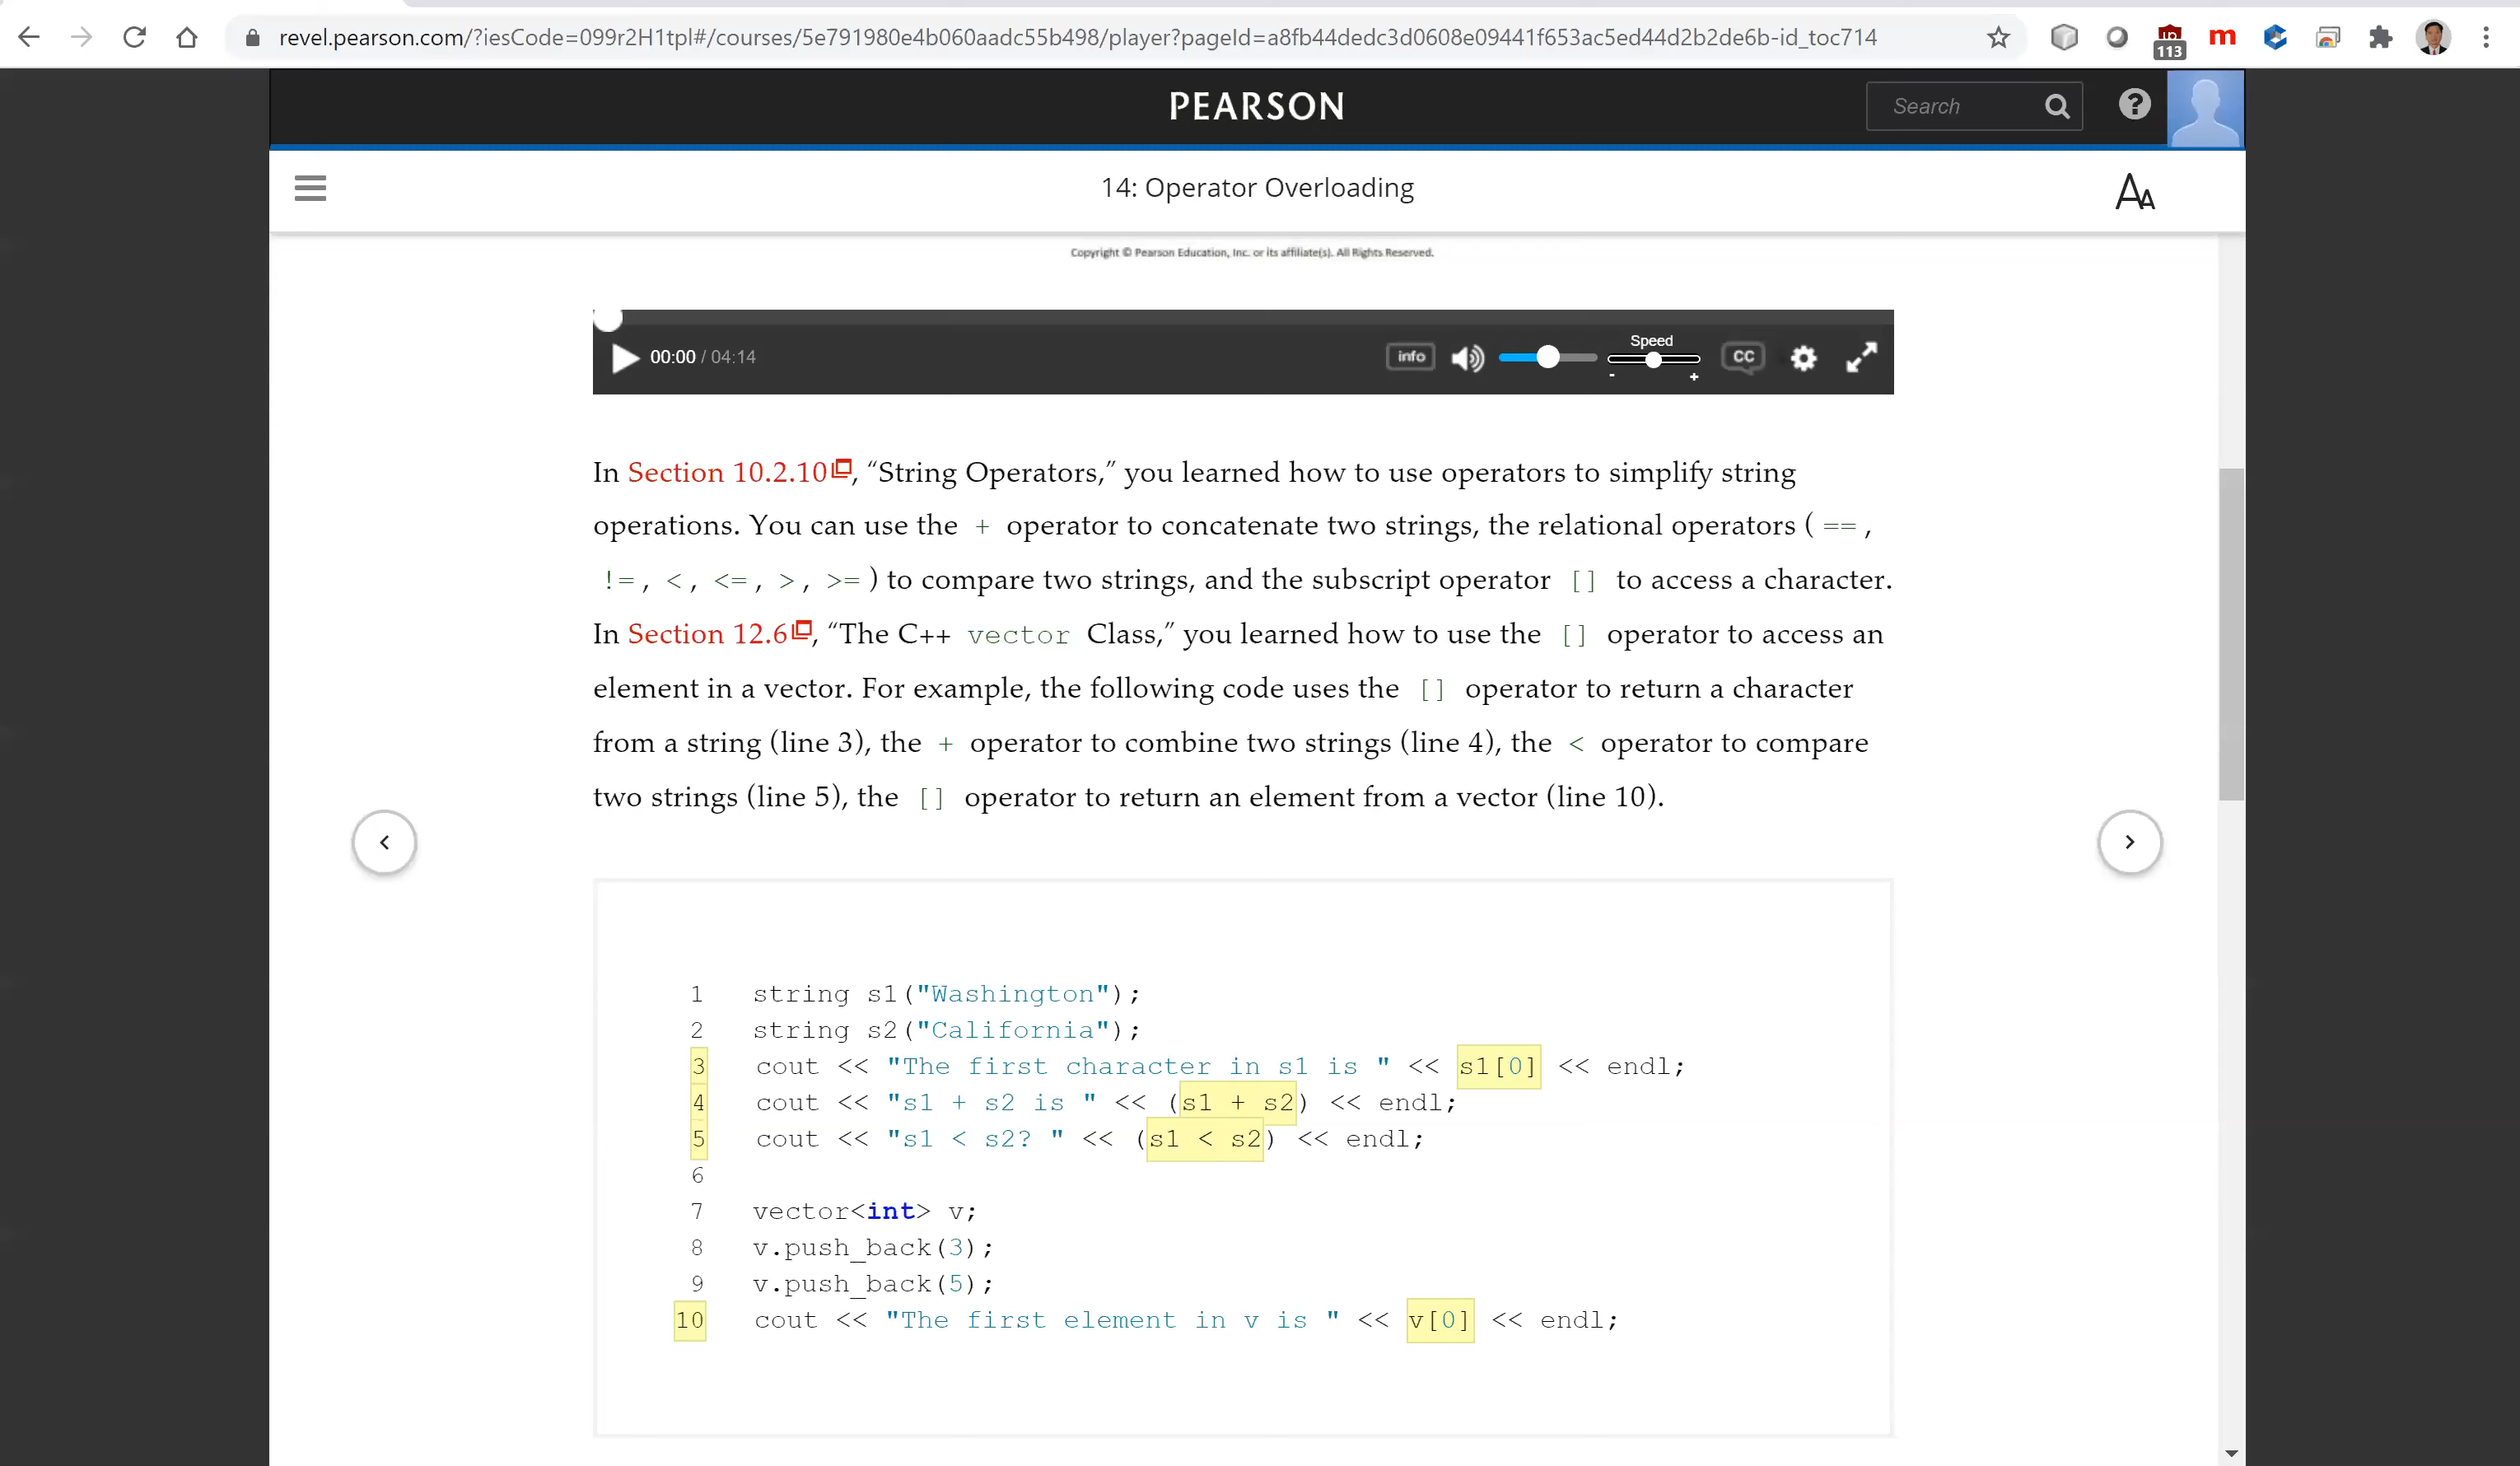 revel.pearson.com/?iesCode=099r2H1tpl#/courses/5e791980e4b060aadc55b498/player?pageId=a8fb44dedc3d0608e09441f653ac5ed44d2b2de6b-id_toc714
113
m
PEARSON
Search
?
14: Operator Overloading
AA
Copyright © Pearson Education, Inc. or its affiliate(s). All Rights Reserved.
00:00 / 04:14
info
Speed
- +
CC
In Section 10.2.10, “String Operators,” you learned how to use operators to simplify string
operations. You can use the + operator to concatenate two strings, the relational operators ( == ,
!= , < , <= , > , >= ) to compare two strings, and the subscript operator [] to access a character.
In Section 12.6, “The C++ vector Class,” you learned how to use the [] operator to access an
element in a vector. For example, the following code uses the [] operator to return a character
from a string (line 3), the + operator to combine two strings (line 4), the < operator to compare
two strings (line 5), the [] operator to return an element from a vector (line 10).
1 string s1("Washington");
2 string s2("California");
3 cout << "The first character in s1 is " << s1[0] << endl;
4 cout << "s1 + s2 is " << (s1 + s2) << endl;
5 cout << "s1 < s2? " << (s1 < s2) << endl;
6
7 vector<int> v;
8 v.push_back(3);
9 v.push_back(5);
10 cout << "The first element in v is " << v[0] << endl;